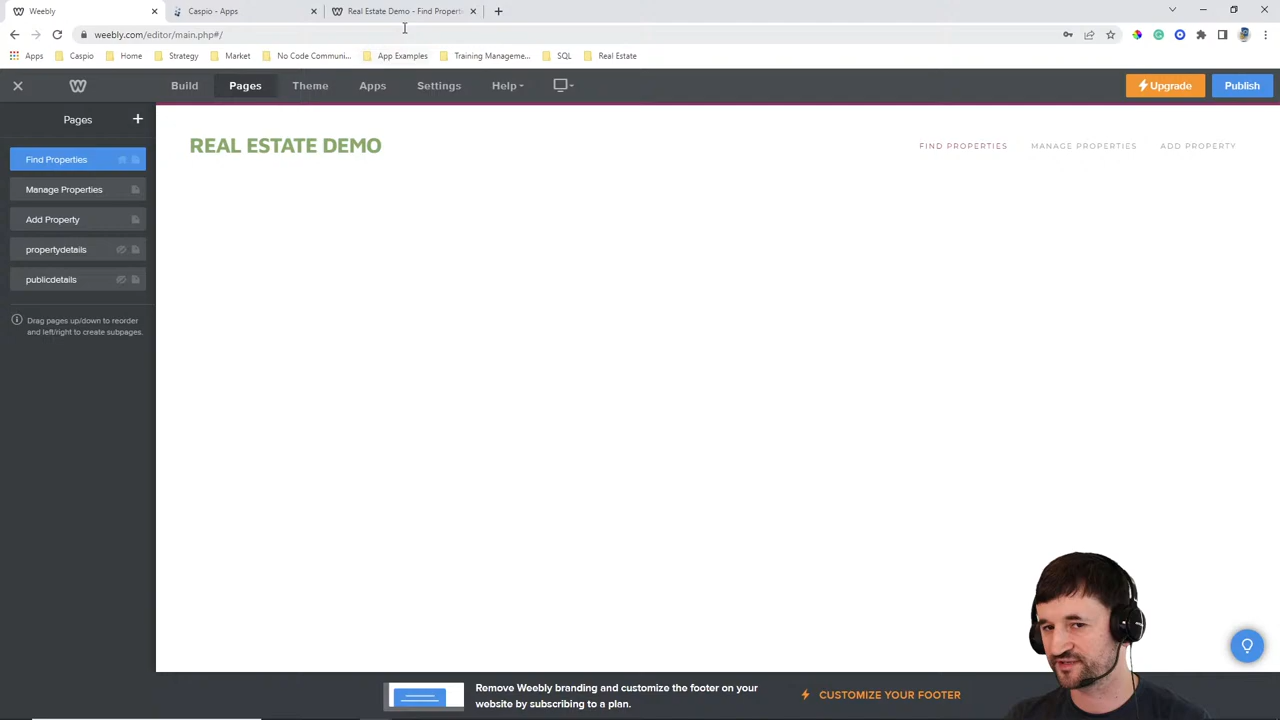 Weebly
Caspio - Apps
Real Estate Demo - Find Propert
weebly.com/editor/main.php#/
Apps
Caspio
Home
Strategy
Market
No Code Communi...
App Examples
Training Manageme...
SQL
Real Estate
Build
Pages
Theme
Apps
Settings
Help
Upgrade
Publish
Pages
REAL ESTATE DEMO
FIND PROPERTIES
MANAGE PROPERTIES
ADD PROPERTY
Find Properties
Manage Properties
Add Property
propertydetails
publicdetails
Drag pages up/down to reorder
and left/right to create subpages.
Remove Weebly branding and customize the footer on your
website by subscribing to a plan.
CUSTOMIZE YOUR FOOTER